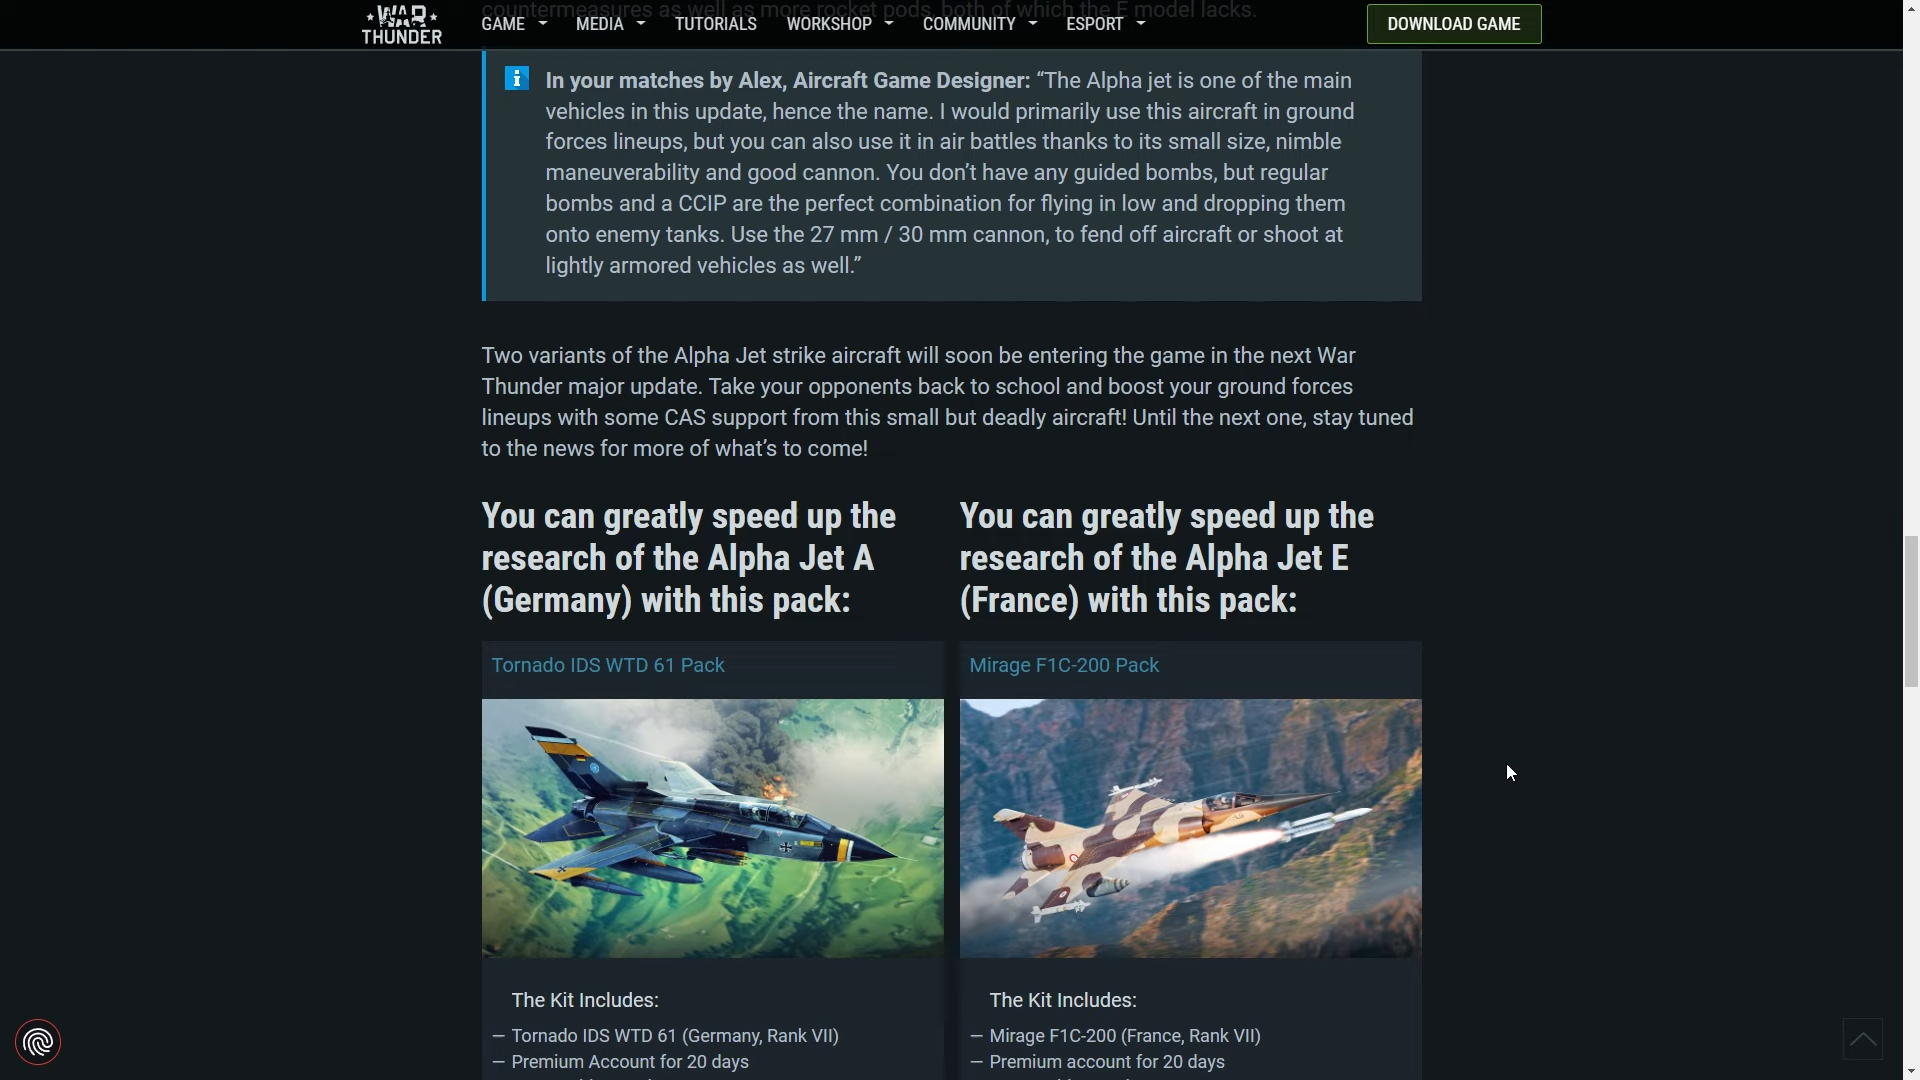 countermeasures as well as more rocket pods, both of which the E model lacks.
WAR THUNDER
GAME
MEDIA
TUTORIALS
WORKSHOP
COMMUNITY
ESPORT
DOWNLOAD GAME
In your matches by Alex, Aircraft Game Designer: “The Alpha jet is one of the main
vehicles in this update, hence the name. I would primarily use this aircraft in ground
forces lineups, but you can also use it in air battles thanks to its small size, nimble
maneuverability and good cannon. You don’t have any guided bombs, but regular
bombs and a CCIP are the perfect combination for flying in low and dropping them
onto enemy tanks. Use the 27 mm / 30 mm cannon, to fend off aircraft or shoot at
lightly armored vehicles as well.”
Two variants of the Alpha Jet strike aircraft will soon be entering the game in the next War
Thunder major update. Take your opponents back to school and boost your ground forces
lineups with some CAS support from this small but deadly aircraft! Until the next one, stay tuned
to the news for more of what’s to come!
You can greatly speed up the
research of the Alpha Jet A
(Germany) with this pack:
Tornado IDS WTD 61 Pack
The Kit Includes:
— Tornado IDS WTD 61 (Germany, Rank VII)
— Premium Account for 20 days
You can greatly speed up the
research of the Alpha Jet E
(France) with this pack:
Mirage F1C-200 Pack
The Kit Includes:
— Mirage F1C-200 (France, Rank VII)
— Premium account for 20 days